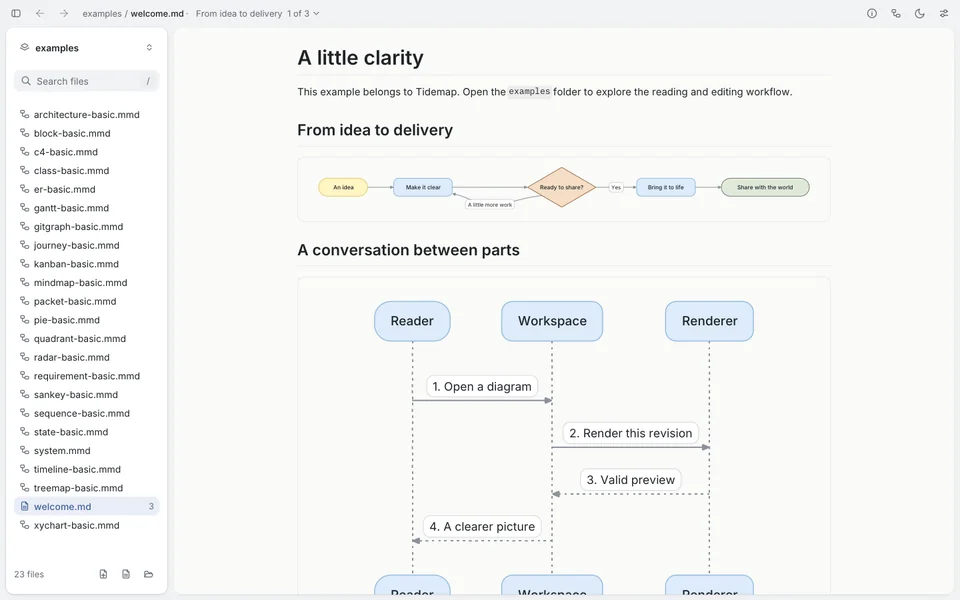 examples / welcome.md · From idea to delivery 1 of 3
examples
Search files /
architecture-basic.mmd
block-basic.mmd
c4-basic.mmd
class-basic.mmd
er-basic.mmd
gantt-basic.mmd
gitgraph-basic.mmd
journey-basic.mmd
kanban-basic.mmd
mindmap-basic.mmd
packet-basic.mmd
pie-basic.mmd
quadrant-basic.mmd
radar-basic.mmd
requirement-basic.mmd
sankey-basic.mmd
sequence-basic.mmd
state-basic.mmd
system.mmd
timeline-basic.mmd
treemap-basic.mmd
welcome.md 3
xychart-basic.mmd
23 files
A little clarity
This example belongs to Tidemap. Open the examples folder to explore the reading and editing workflow.
From idea to delivery
An idea
Make it clear
Ready to share?
Yes
Bring it to life
Share with the world
A little more work
A conversation between parts
Reader
Workspace
Renderer
1. Open a diagram
2. Render this revision
3. Valid preview
4. A clearer picture
Reader
Workspace
Renderer